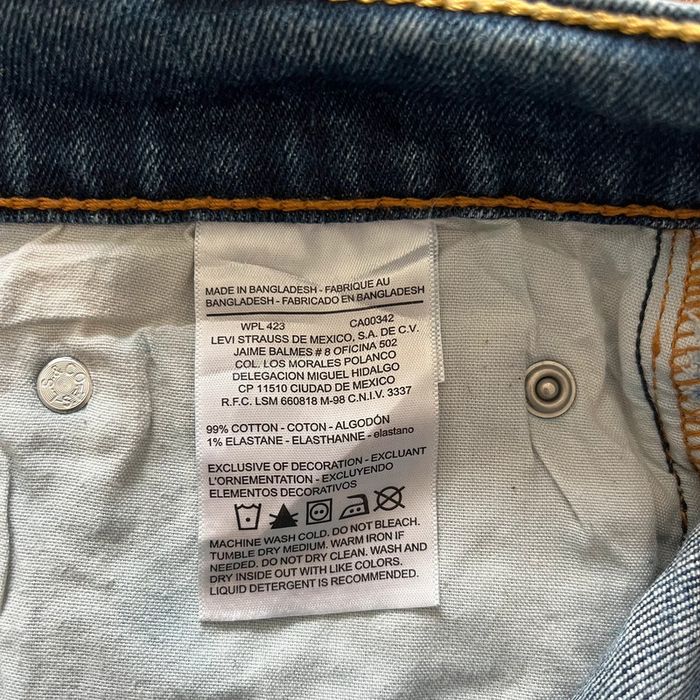 MADE IN BANGLADESH - FABRIQUE AU
BANGLADESH - FABRICADO EN BANGLADESH
WPL 423 CA00342
LEVI STRAUSS DE MEXICO, S.A. DE C.V.
JAIME BALMES # 8 OFICINA 502
COL. LOS MORALES POLANCO
DELEGACION MIGUEL HIDALGO
CP 11510 CIUDAD DE MEXICO
R.F.C. LSM 660818 M-98 C.N.I.V. 3337
99% COTTON - COTON - ALGODÓN
1% ELASTANE - ELASTHANNE - elastano
EXCLUSIVE OF DECORATION - EXCLUANT
L'ORNEMENTATION - EXCLUYENDO
ELEMENTOS DECORATIVOS
MACHINE WASH COLD. DO NOT BLEACH.
TUMBLE DRY MEDIUM. WARM IRON IF
NEEDED. DO NOT DRY CLEAN. WASH AND
DRY INSIDE OUT WITH LIKE COLORS.
LIQUID DETERGENT IS RECOMMENDED.